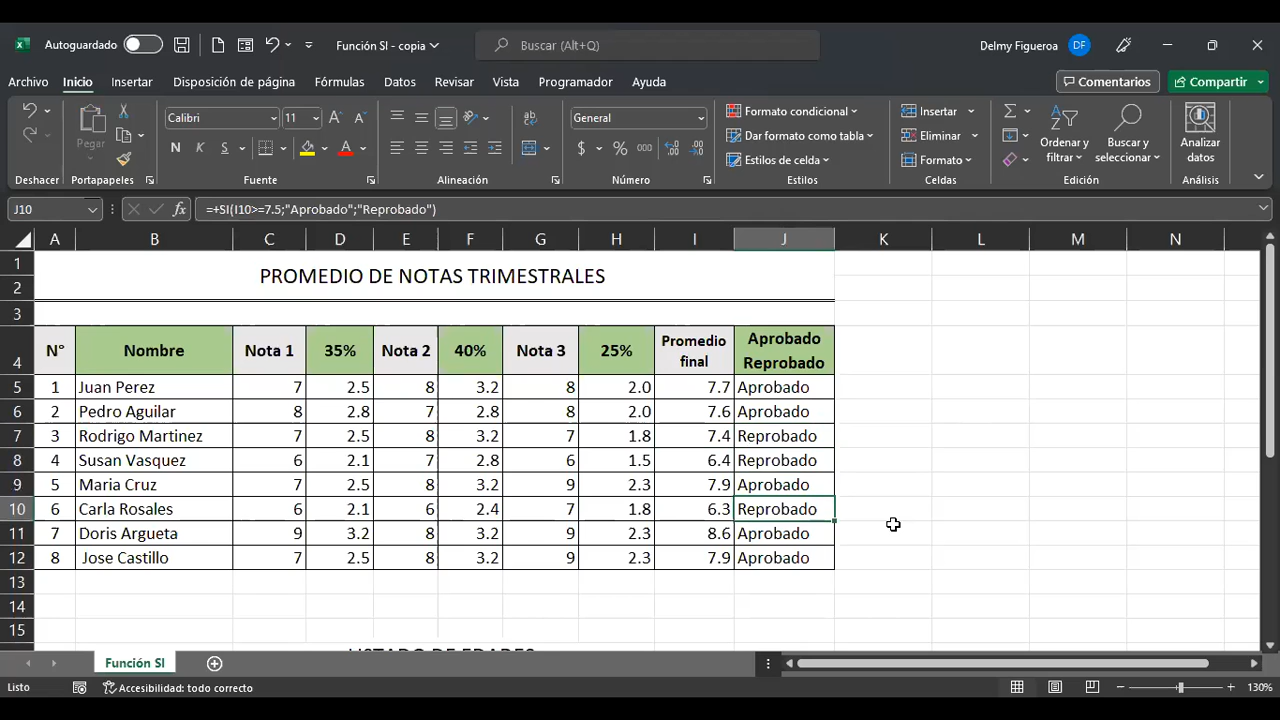 Autoguardado Función SI - copia Buscar (Alt+Q) Delmy Figueroa DF
Archivo Inicio Insertar Disposición de página Fórmulas Datos Revisar Vista Programador Ayuda Comentarios Compartir
Pegar Calibri 11 General Formato condicional Insertar
N K S $ % 000 Dar formato como tabla Eliminar Ordenar y filtrar Buscar y seleccionar Analizar datos
Estilos de celda Formato
Deshacer Portapapeles Fuente Alineación Número Estilos Celdas Edición Análisis
J10 fx =+SI(I10>=7.5;"Aprobado";"Reprobado")
A B C D E F G H I J K L M N
1 PROMEDIO DE NOTAS TRIMESTRALES
2
3
4 N° Nombre Nota 1 35% Nota 2 40% Nota 3 25% Promedio final Aprobado Reprobado
5 1 Juan Perez 7 2.5 8 3.2 8 2.0 7.7 Aprobado
6 2 Pedro Aguilar 8 2.8 7 2.8 8 2.0 7.6 Aprobado
7 3 Rodrigo Martinez 7 2.5 8 3.2 7 1.8 7.4 Reprobado
8 4 Susan Vasquez 6 2.1 7 2.8 6 1.5 6.4 Reprobado
9 5 Maria Cruz 7 2.5 8 3.2 9 2.3 7.9 Aprobado
10 6 Carla Rosales 6 2.1 6 2.4 7 1.8 6.3 Reprobado
11 7 Doris Argueta 9 3.2 8 3.2 9 2.3 8.6 Aprobado
12 8 Jose Castillo 7 2.5 8 3.2 9 2.3 7.9 Aprobado
13
14
15
Función SI
Listo Accesibilidad: todo correcto 130%